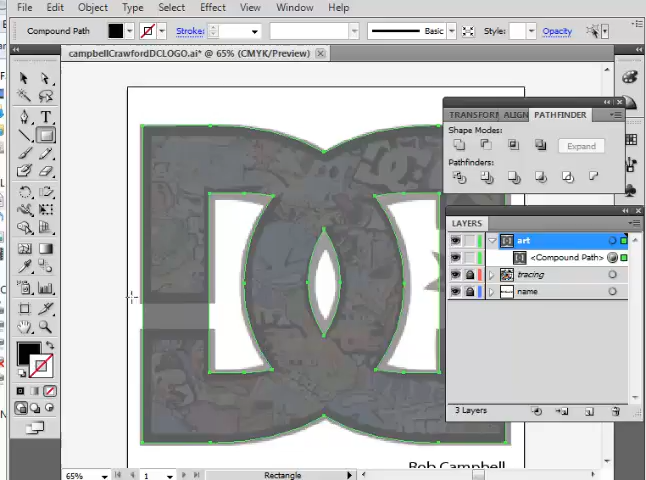 File Edit Object Type Select Effect View Window Help
Compound Path Stroke: Basic Style: Opacity
campbellCrawfordDCLOGO.ai* @ 65% (CMYK/Preview)
TRANSFORM ALIGN PATHFINDER
Shape Modes:
Expand
Pathfinders:
LAYERS
art
<Compound Path>
tracing
name
3 Layers
Rob Campbell
65% 1 Rectangle